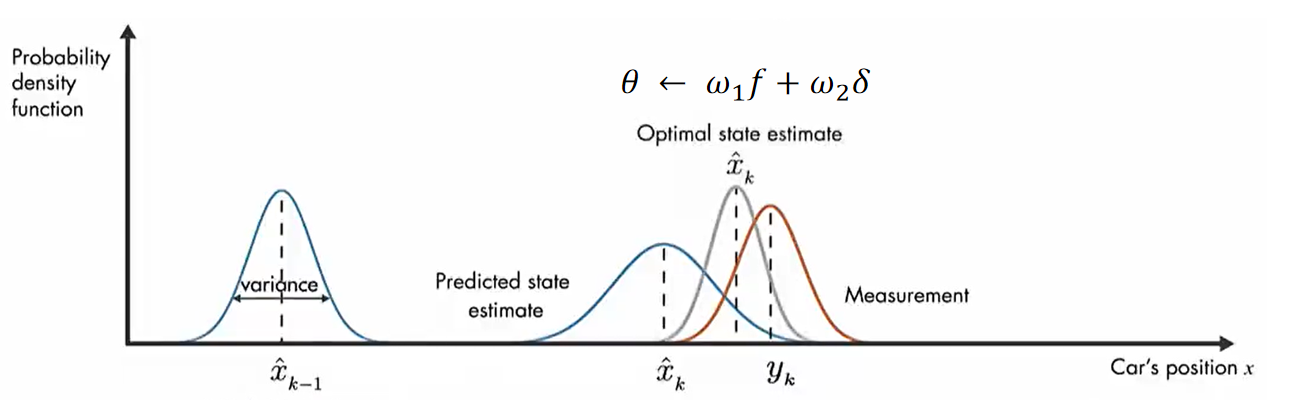 Probability
density
function
θ ← ω₁f + ω₂δ
Optimal state estimate
x̂ₖ
variance
Predicted state
estimate
Measurement
x̂ₖ₋₁
x̂ₖ
yₖ
Car's position x